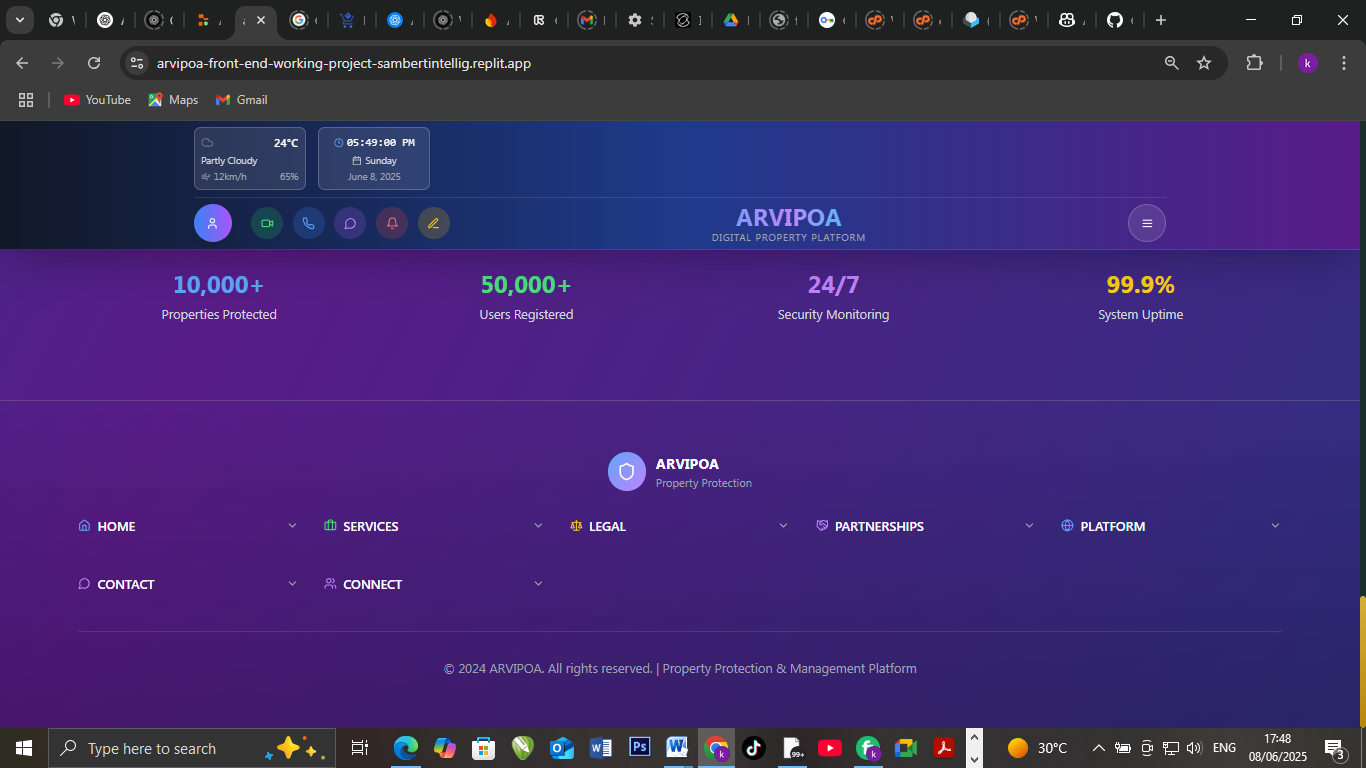 arvipoa-front-end-working-project-sambertintellig.replit.app
k
YouTube
Maps
Gmail
24°C
Partly Cloudy
12km/h
65%
05:49:00 PM
Sunday
June 8, 2025
ARVIPOA
DIGITAL PROPERTY PLATFORM
10,000+
50,000+
24/7
99.9%
Properties Protected
Users Registered
Security Monitoring
System Uptime
ARVIPOA
Property Protection
HOME
SERVICES
LEGAL
PARTNERSHIPS
PLATFORM
CONTACT
CONNECT
© 2024 ARVIPOA. All rights reserved. | Property Protection & Management Platform
Type here to search
Ps
99+
k
k
30°C
ENG
17:48
08/06/2025
3